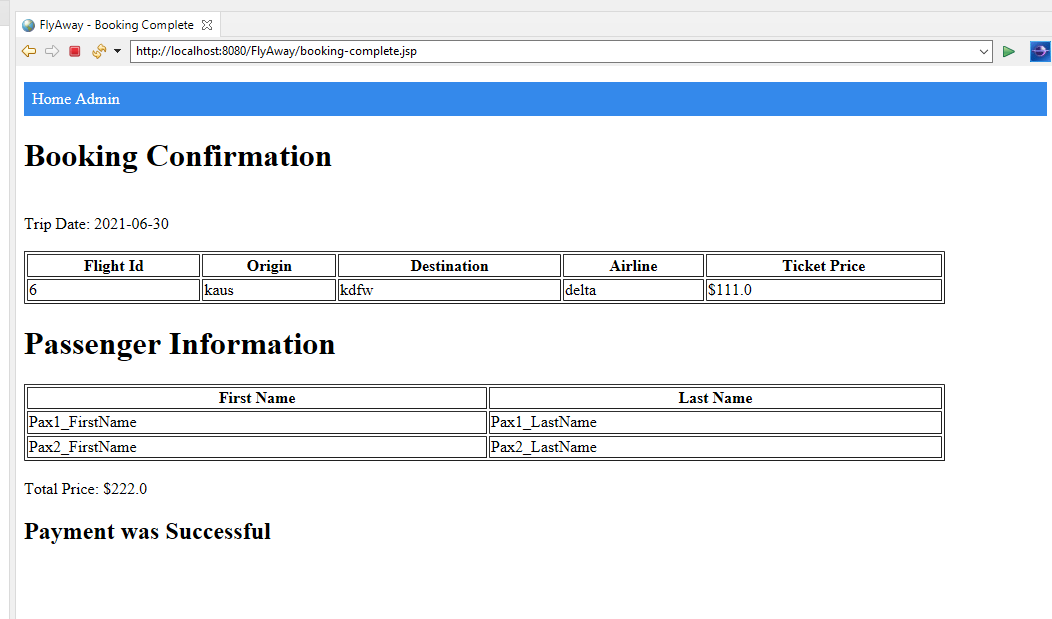 FlyAway - Booking Complete
http://localhost:8080/FlyAway/booking-complete.jsp
Home Admin
Booking Confirmation
Trip Date: 2021-06-30
Flight Id Origin Destination Airline Ticket Price
6 kaus kdfw delta $111.0
Passenger Information
First Name Last Name
Pax1_FirstName Pax1_LastName
Pax2_FirstName Pax2_LastName
Total Price: $222.0
Payment was Successful